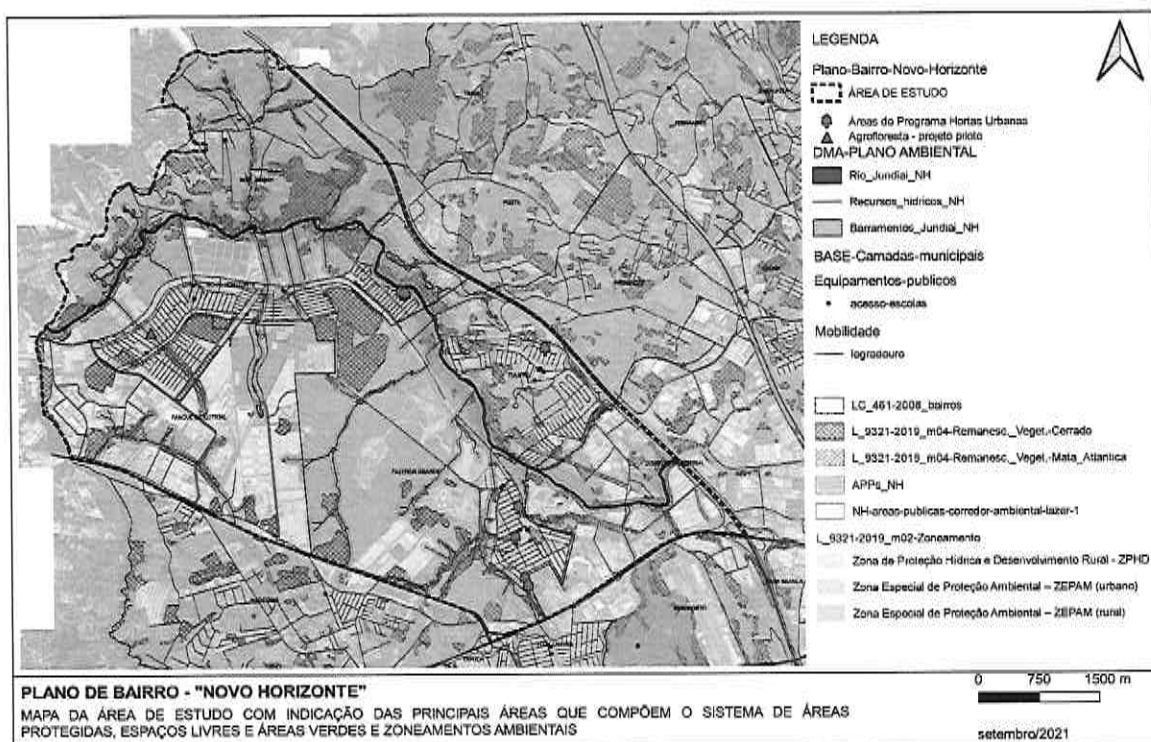 LEGENDA
Plano-Bairro-Novo-Horizonte
ÁREA DE ESTUDO
Áreas do Programa Hortas Urbanas
Agrofloresta - projeto piloto
DMA-PLANO AMBIENTAL
Rio_Jundiai_NH
Recursos_hidricos_NH
Barramentos_Jundiai_NH
BASE-Camadas-municipais
Equipamentos-publicos
acesso-escolas
Mobilidade
logradouro
LC_461-2008_bairros
L_9321-2019_m04-Remanesc._Veget.-Cerrado
L_9321-2019_m04-Remanesc._Veget.-Mata_Atlantica
APPs_NH
NH-areas-publicas-corredor-ambiental-lazer-1
L_9321-2019_m02-Zoneamento
Zona de Proteção Hídrica e Desenvolvimento Rural - ZPHD
Zona Especial de Proteção Ambiental – ZEPAM (urbano)
Zona Especial de Proteção Ambiental – ZEPAM (rural)
PLANO DE BAIRRO - "NOVO HORIZONTE"
MAPA DA ÁREA DE ESTUDO COM INDICAÇÃO DAS PRINCIPAIS ÁREAS QUE COMPÕEM O SISTEMA DE ÁREAS
PROTEGIDAS, ESPAÇOS LIVRES E ÁREAS VERDES E ZONEAMENTOS AMBIENTAIS
0 750 1500 m
setembro/2021